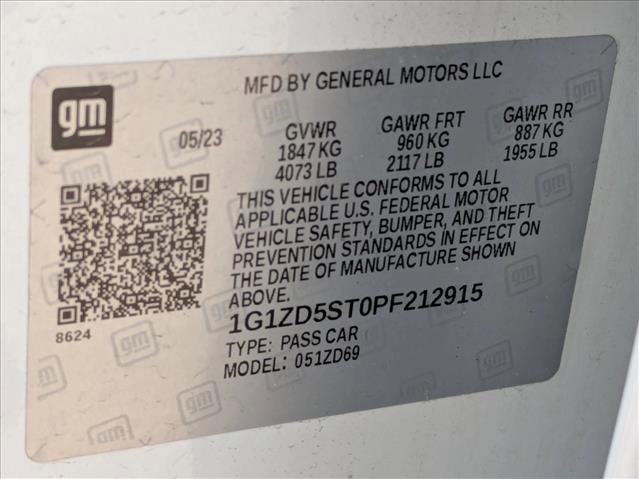 MFD BY GENERAL MOTORS LLC
gm
05/23 GVWR GAWR FRT GAWR RR
1847 KG 960 KG 887 KG
4073 LB 2117 LB 1955 LB
THIS VEHICLE CONFORMS TO ALL
APPLICABLE U.S. FEDERAL MOTOR
VEHICLE SAFETY, BUMPER, AND THEFT
PREVENTION STANDARDS IN EFFECT ON
THE DATE OF MANUFACTURE SHOWN
ABOVE.
8624
1G1ZD5ST0PF212915
TYPE: PASS CAR
MODEL: 051ZD69